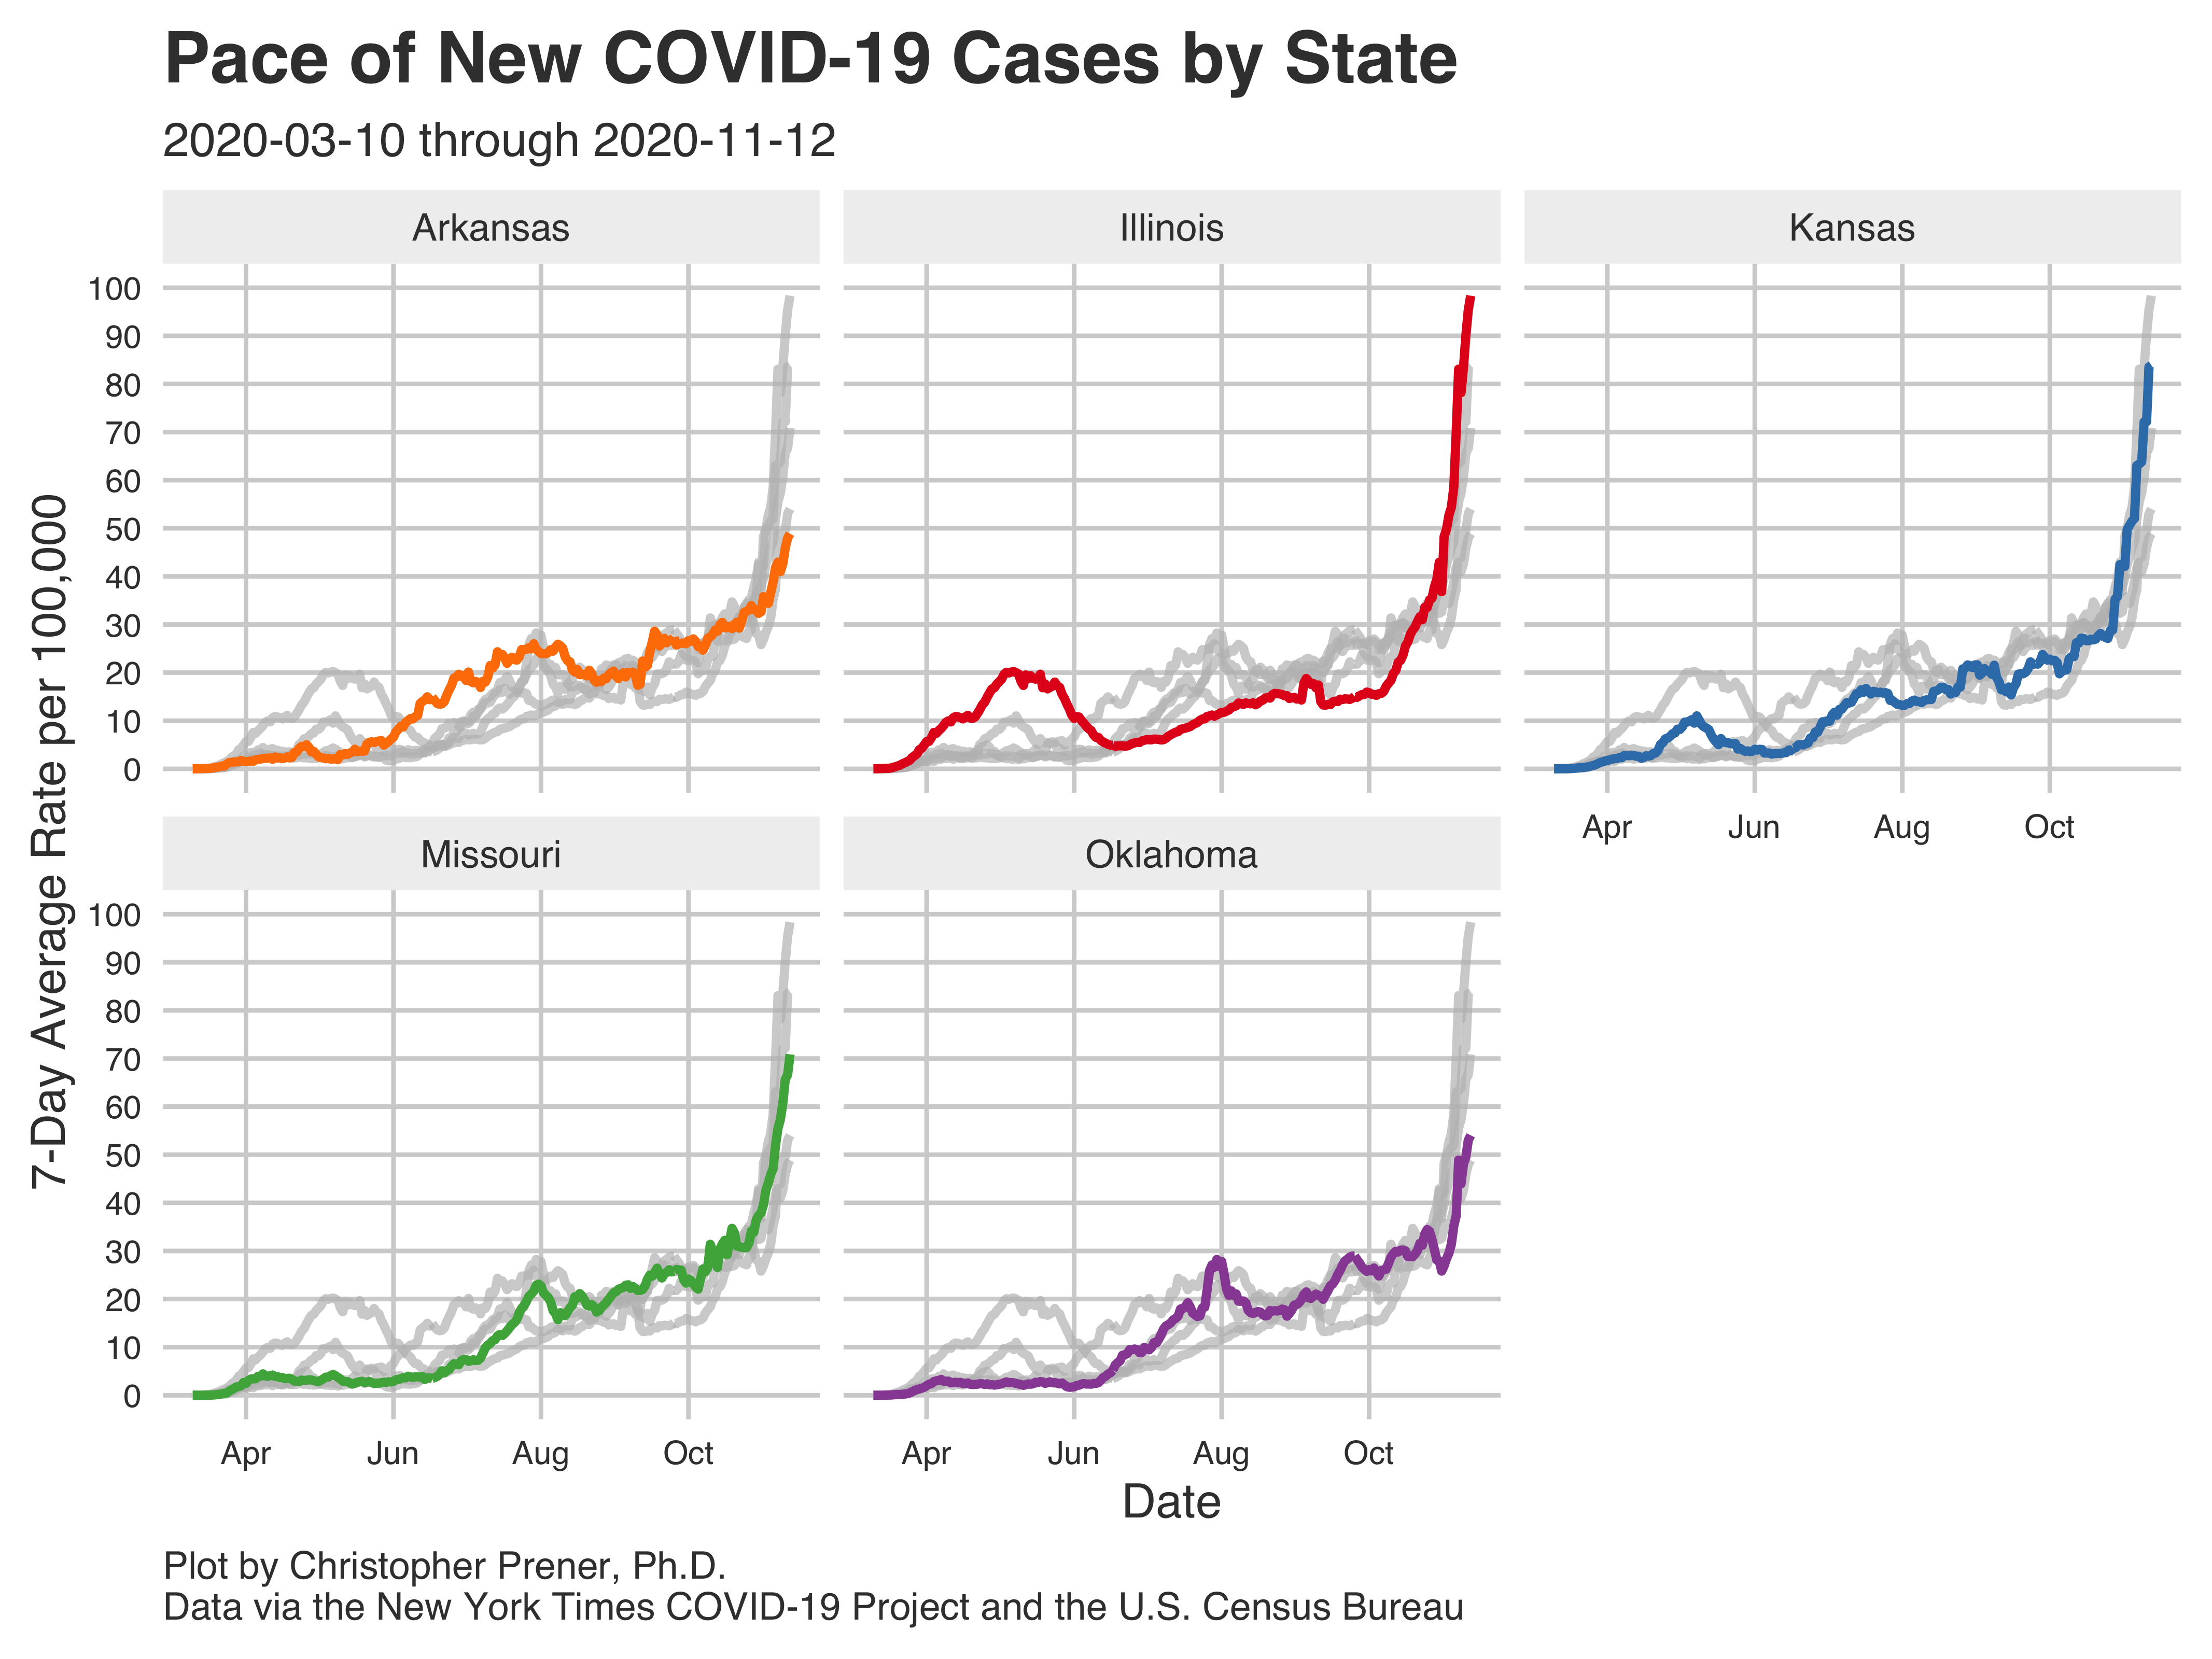 Pace of New COVID-19 Cases by State
2020-03-10 through 2020-11-12
Arkansas
Illinois
Kansas
100
90
80
70
60
50
40
30
20
10
0
Apr
Jun
Aug
Oct
Missouri
Oklahoma
100
90
80
70
60
50
40
30
20
10
0
Apr
Jun
Aug
Oct
Apr
Jun
Aug
Oct
7-Day Average Rate per 100,000
Date
Plot by Christopher Prener, Ph.D.
Data via the New York Times COVID-19 Project and the U.S. Census Bureau